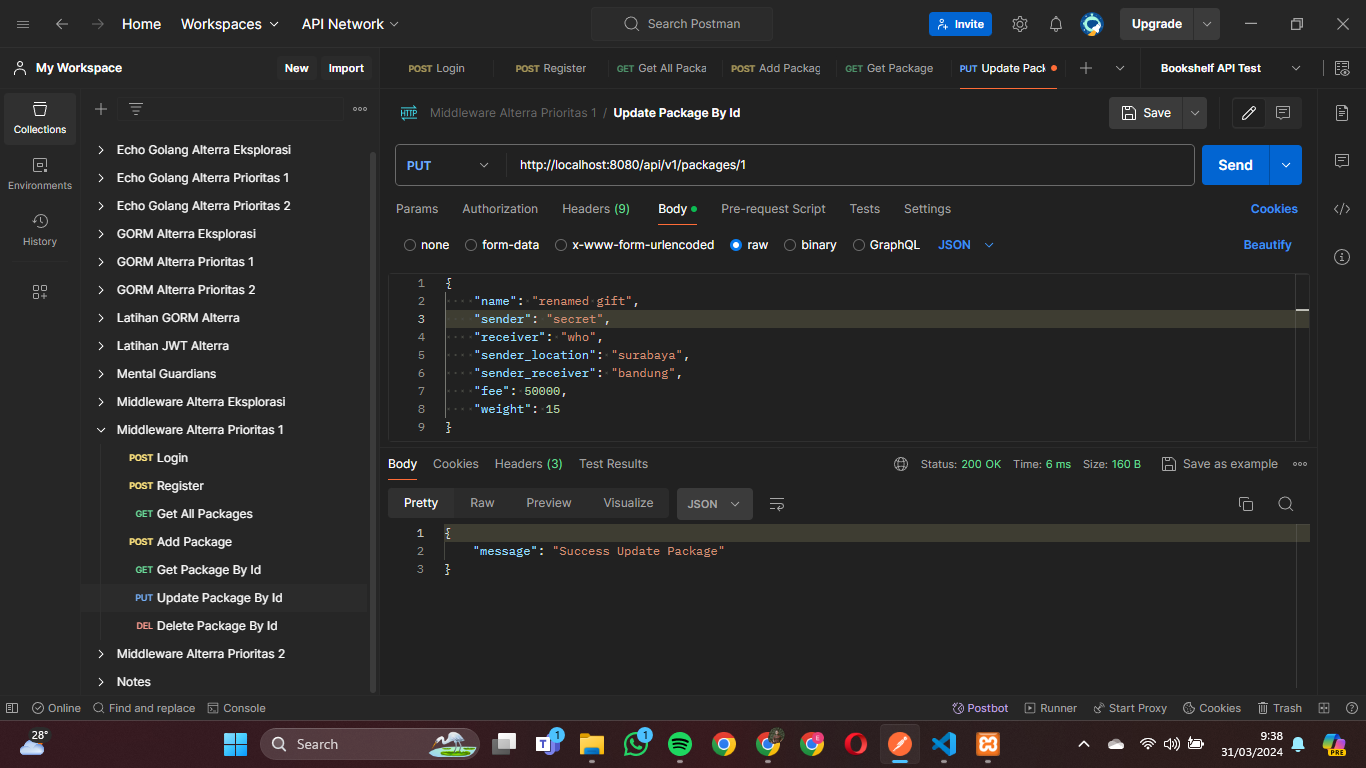 Home Workspaces API Network Search Postman Invite Upgrade
My Workspace New Import
POST Login POST Register GET Get All Packa POST Add Packag GET Get Package PUT Update Pack Bookshelf API Test
Collections
Environments
History
Echo Golang Alterra Eksplorasi
Echo Golang Alterra Prioritas 1
Echo Golang Alterra Prioritas 2
GORM Alterra Eksplorasi
GORM Alterra Prioritas 1
GORM Alterra Prioritas 2
Latihan GORM Alterra
Latihan JWT Alterra
Mental Guardians
Middleware Alterra Eksplorasi
Middleware Alterra Prioritas 1
POST Login
POST Register
GET Get All Packages
POST Add Package
GET Get Package By Id
PUT Update Package By Id
DEL Delete Package By Id
Middleware Alterra Prioritas 2
Notes
HTTP Middleware Alterra Prioritas 1 / Update Package By Id Save
PUT http://localhost:8080/api/v1/packages/1 Send
Params Authorization Headers (9) Body Pre-request Script Tests Settings Cookies
none form-data x-www-form-urlencoded raw binary GraphQL JSON Beautify
1 {
2 "name": "renamed gift",
3 "sender": "secret",
4 "receiver": "who",
5 "sender_location": "surabaya",
6 "sender_receiver": "bandung",
7 "fee": 50000,
8 "weight": 15
9 }
Body Cookies Headers (3) Test Results Status: 200 OK Time: 6 ms Size: 160 B Save as example
Pretty Raw Preview Visualize JSON
1 {
2 "message": "Success Update Package"
3 }
Online Find and replace Console Postbot Runner Start Proxy Cookies Trash
28° Search 1 1 9:38
31/03/2024
PRE